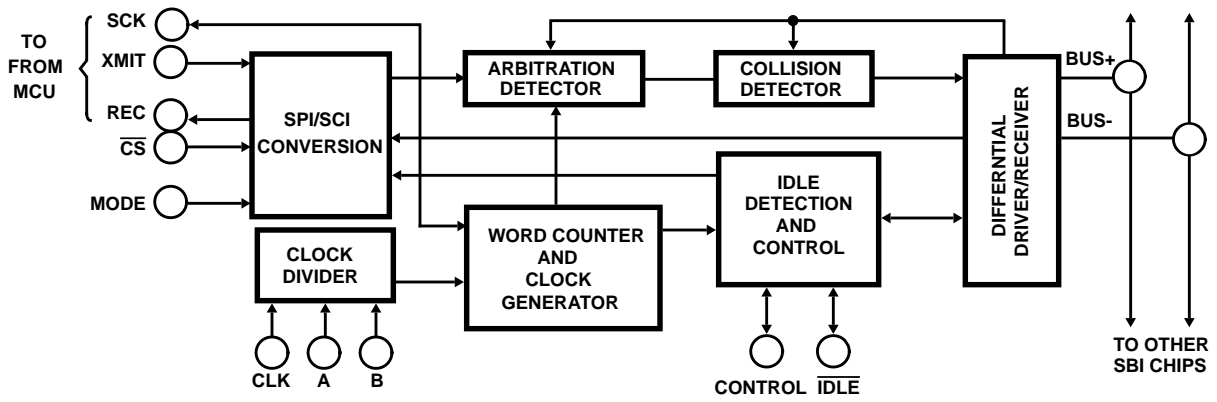 TO
FROM
MCU
SCK
XMIT
REC
CS
MODE
SPI/SCI
CONVERSION
CLOCK
DIVIDER
CLK
A
B
ARBITRATION
DETECTOR
COLLISION
DETECTOR
WORD COUNTER
AND
CLOCK
GENERATOR
IDLE
DETECTION
AND
CONTROL
CONTROL
IDLE
DIFFERNTIAL
DRIVER/RECEIVER
BUS+
BUS-
TO OTHER
SBI CHIPS